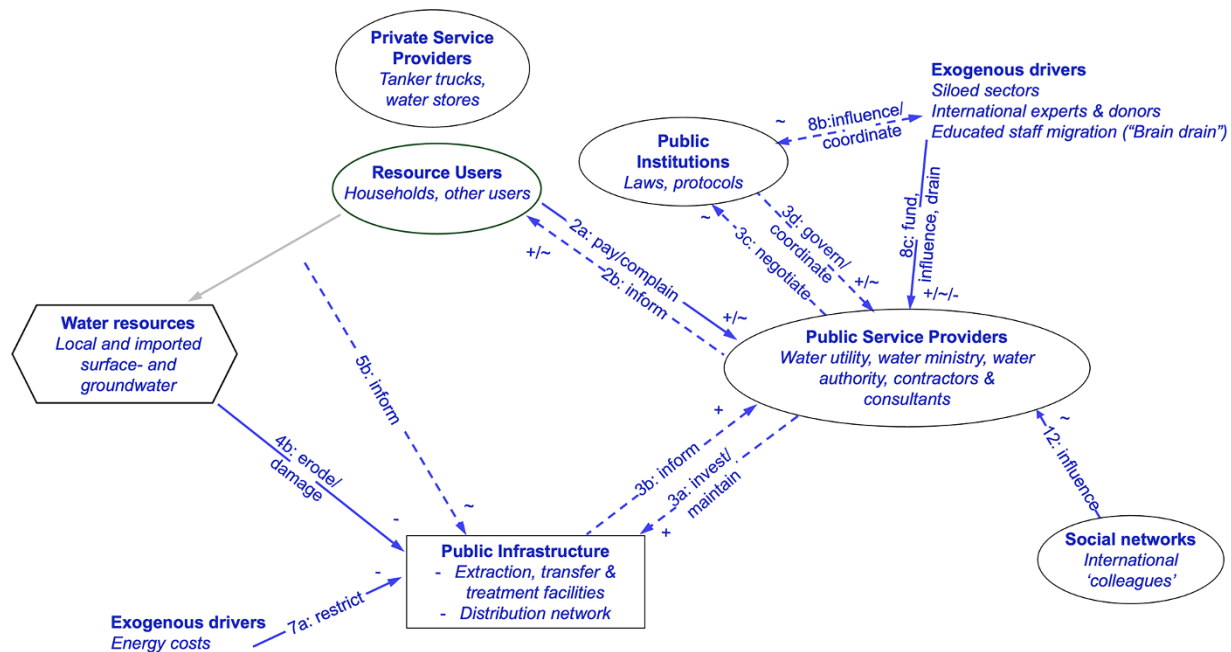 Private Service
Providers
Tanker trucks,
water stores
Exogenous drivers
Siloed sectors
International experts & donors
Educated staff migration ("Brain drain")
~
8b:influence/
coordinate
Public
Institutions
Laws, protocols
Resource Users
Households, other users
+/~
2a: pay/complain
2b: inform
+/~
~
3c: negotiate
3d: govern/
coordinate
+/~
8c: fund,
influence, drain
+/~/-
Water resources
Local and imported
surface- and
groundwater
Public Service Providers
Water utility, water ministry, water
authority, contractors &
consultants
5b: inform
~
4b: erode/
damage
-
3b: inform
+
3a: invest/
maintain
+
~
12: influence
Social networks
International
'colleagues'
Public Infrastructure
- Extraction, transfer &
treatment facilities
- Distribution network
-
7a: restrict
Exogenous drivers
Energy costs